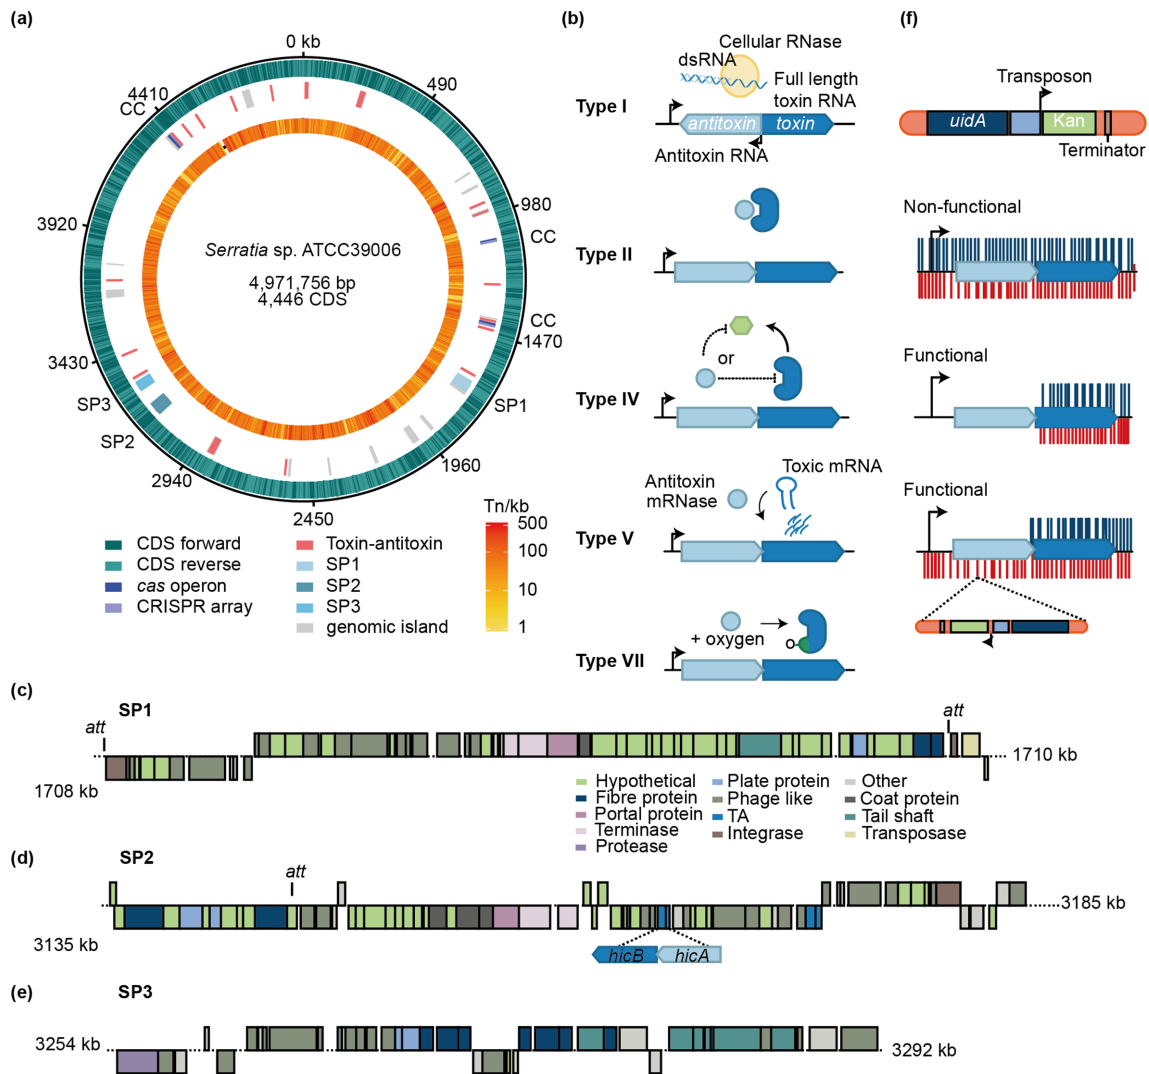 (a)
0 kb
490
980
CC
CC
1470
SP1
1960
2450
2940
SP2
SP3
3430
3920
4410
CC
Serratia sp. ATCC39006
4,971,756 bp
4,446 CDS
CDS forward
CDS reverse
cas operon
CRISPR array
Toxin-antitoxin
SP1
SP2
SP3
genomic island
Tn/kb
500
100
10
1
(b)
Type I
Cellular RNase
dsRNA
Full length
toxin RNA
antitoxin
toxin
Antitoxin RNA
Type II
Type IV
or
Type V
Antitoxin
mRNase
Toxic mRNA
Type VII
+ oxygen
(f)
Transposon
uidA
Kan
Terminator
Non-functional
Functional
Functional
(c)
SP1
att
att
1708 kb
1710 kb
Hypothetical
Fibre protein
Portal protein
Terminase
Protease
Plate protein
Phage like
TA
Integrase
Other
Coat protein
Tail shaft
Transposase
(d)
SP2
att
3135 kb
3185 kb
hicB
hicA
(e)
SP3
3254 kb
3292 kb